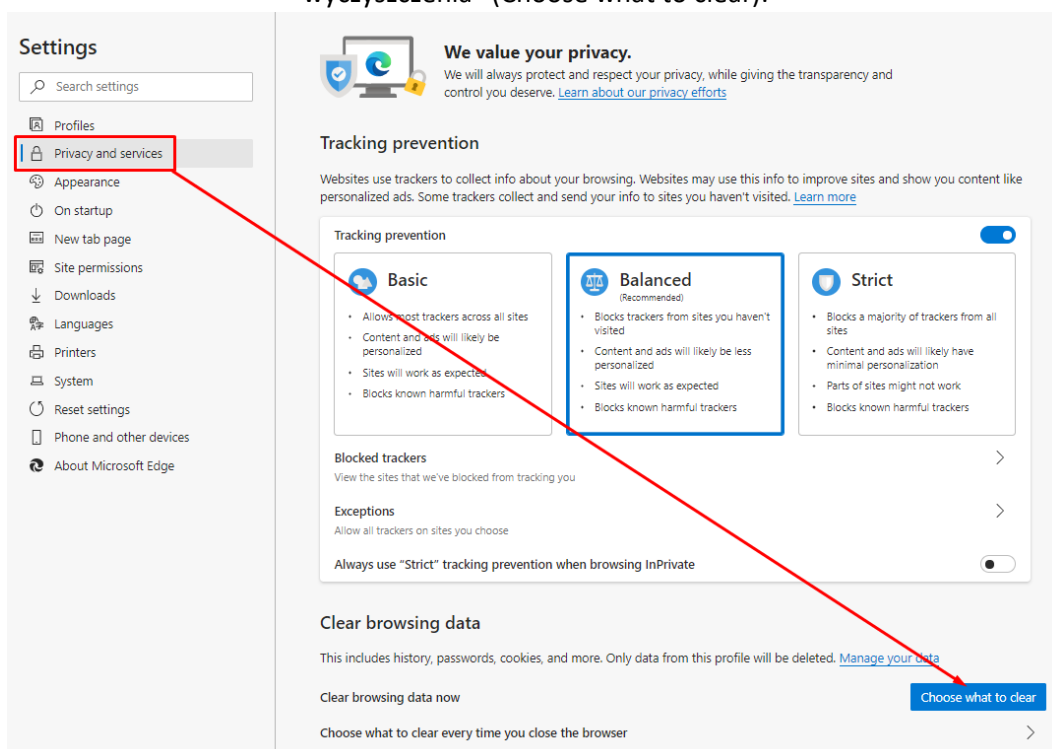 wyczyszczenia" (Choose what to clear).
Settings
Search settings
Profiles
Privacy and services
Appearance
On startup
New tab page
Site permissions
Downloads
Languages
Printers
System
Reset settings
Phone and other devices
About Microsoft Edge
We value your privacy.
We will always protect and respect your privacy, while giving the transparency and
control you deserve. Learn about our privacy efforts
Tracking prevention
Websites use trackers to collect info about your browsing. Websites may use this info to improve sites and show you content like
personalized ads. Some trackers collect and send your info to sites you haven't visited. Learn more
Tracking prevention
Basic
• Allows most trackers across all sites
• Content and ads will likely be
personalized
• Sites will work as expected
• Blocks known harmful trackers
Balanced
(Recommended)
• Blocks trackers from sites you haven't
visited
• Content and ads will likely be less
personalized
• Sites will work as expected
• Blocks known harmful trackers
Strict
• Blocks a majority of trackers from all
sites
• Content and ads will likely have
minimal personalization
• Parts of sites might not work
• Blocks known harmful trackers
Blocked trackers
View the sites that we've blocked from tracking you
Exceptions
Allow all trackers on sites you choose
Always use "Strict" tracking prevention when browsing InPrivate
Clear browsing data
This includes history, passwords, cookies, and more. Only data from this profile will be deleted. Manage your data
Clear browsing data now
Choose what to clear
Choose what to clear every time you close the browser